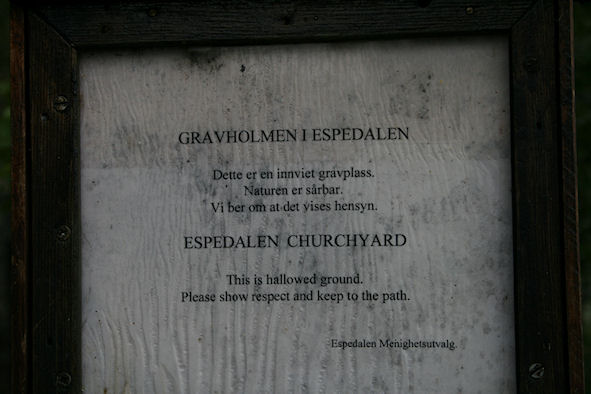 GRAVHOLMEN I ESPEDALEN
Dette er en innviet gravplass.
Naturen er sårbar.
Vi ber om at det vises hensyn.
ESPEDALEN CHURCHYARD
This is hallowed ground.
Please show respect and keep to the path.
Espedalen Menighetsutvalg.